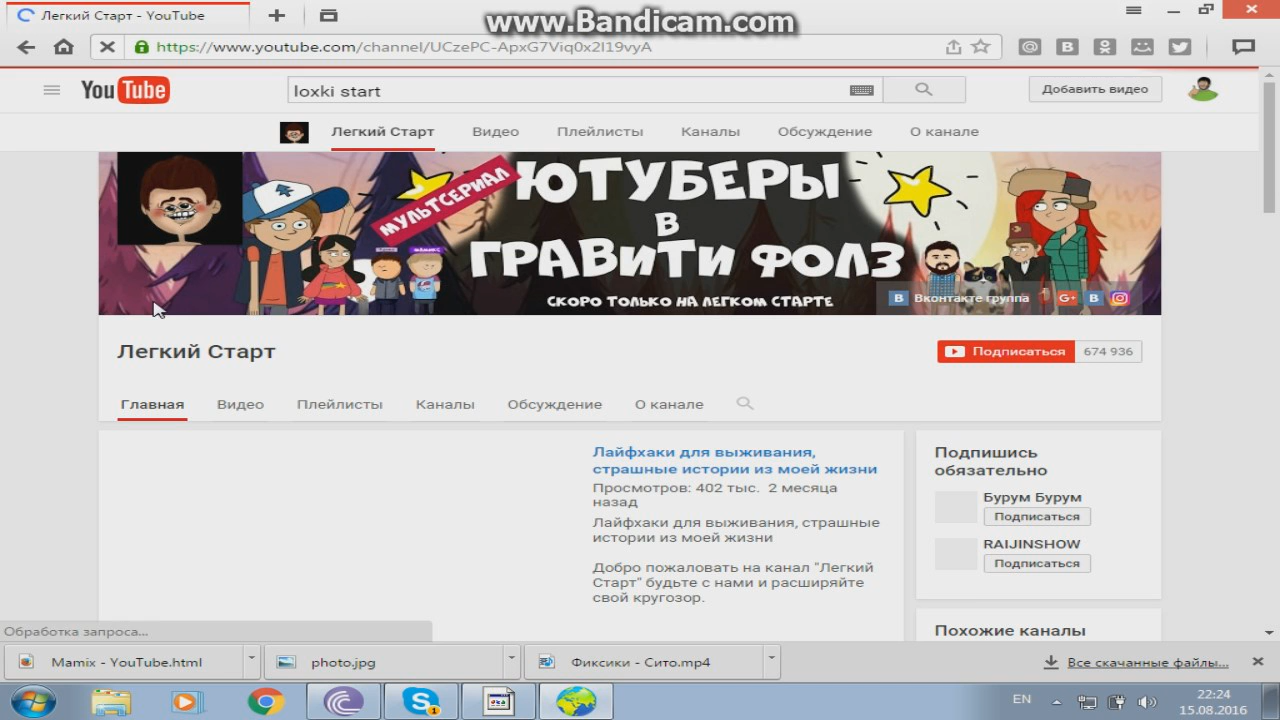 Легкий Старт - YouTube
www.Bandicam.com
https://www.youtube.com/channel/UCzePC-ApxG7Viq0x2I19vyA
YouTube
loxki start
Добавить видео
Легкий Старт Видео Плейлисты Каналы Обсуждение О канале
МУЛЬТСЕРИАЛ
ЮТУБЕРЫ
В
ГРАВИТИ ФОЛЗ
СКОРО ТОЛЬКО НА ЛЕГКОМ СТАРТЕ
Вконтакте группа
Легкий Старт
Подписаться 674 936
Главная Видео Плейлисты Каналы Обсуждение О канале
Лайфхаки для выживания,
страшные истории из моей жизни
Просмотров: 402 тыс. 2 месяца
назад
Лайфхаки для выживания, страшные
истории из моей жизни
Добро пожаловать на канал "Легкий
Старт" будьте с нами и расширяйте
свой кругозор.
Подпишись
обязательно
Бурум Бурум
Подписаться
RAIJINSHOW
Подписаться
Похожие каналы
Обработка запроса...
Mamix - YouTube.html
photo.jpg
Фиксики - Сито.mp4
Все скачанные файлы...
EN
22:24
15.08.2016